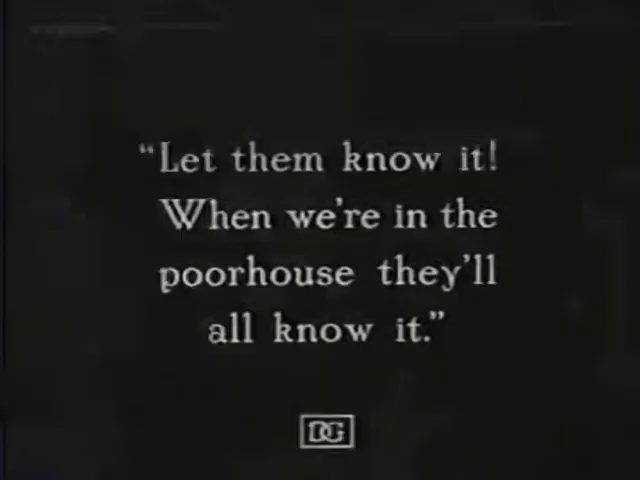 “Let them know it!
When we're in the
poorhouse they'll
all know it.”
DG